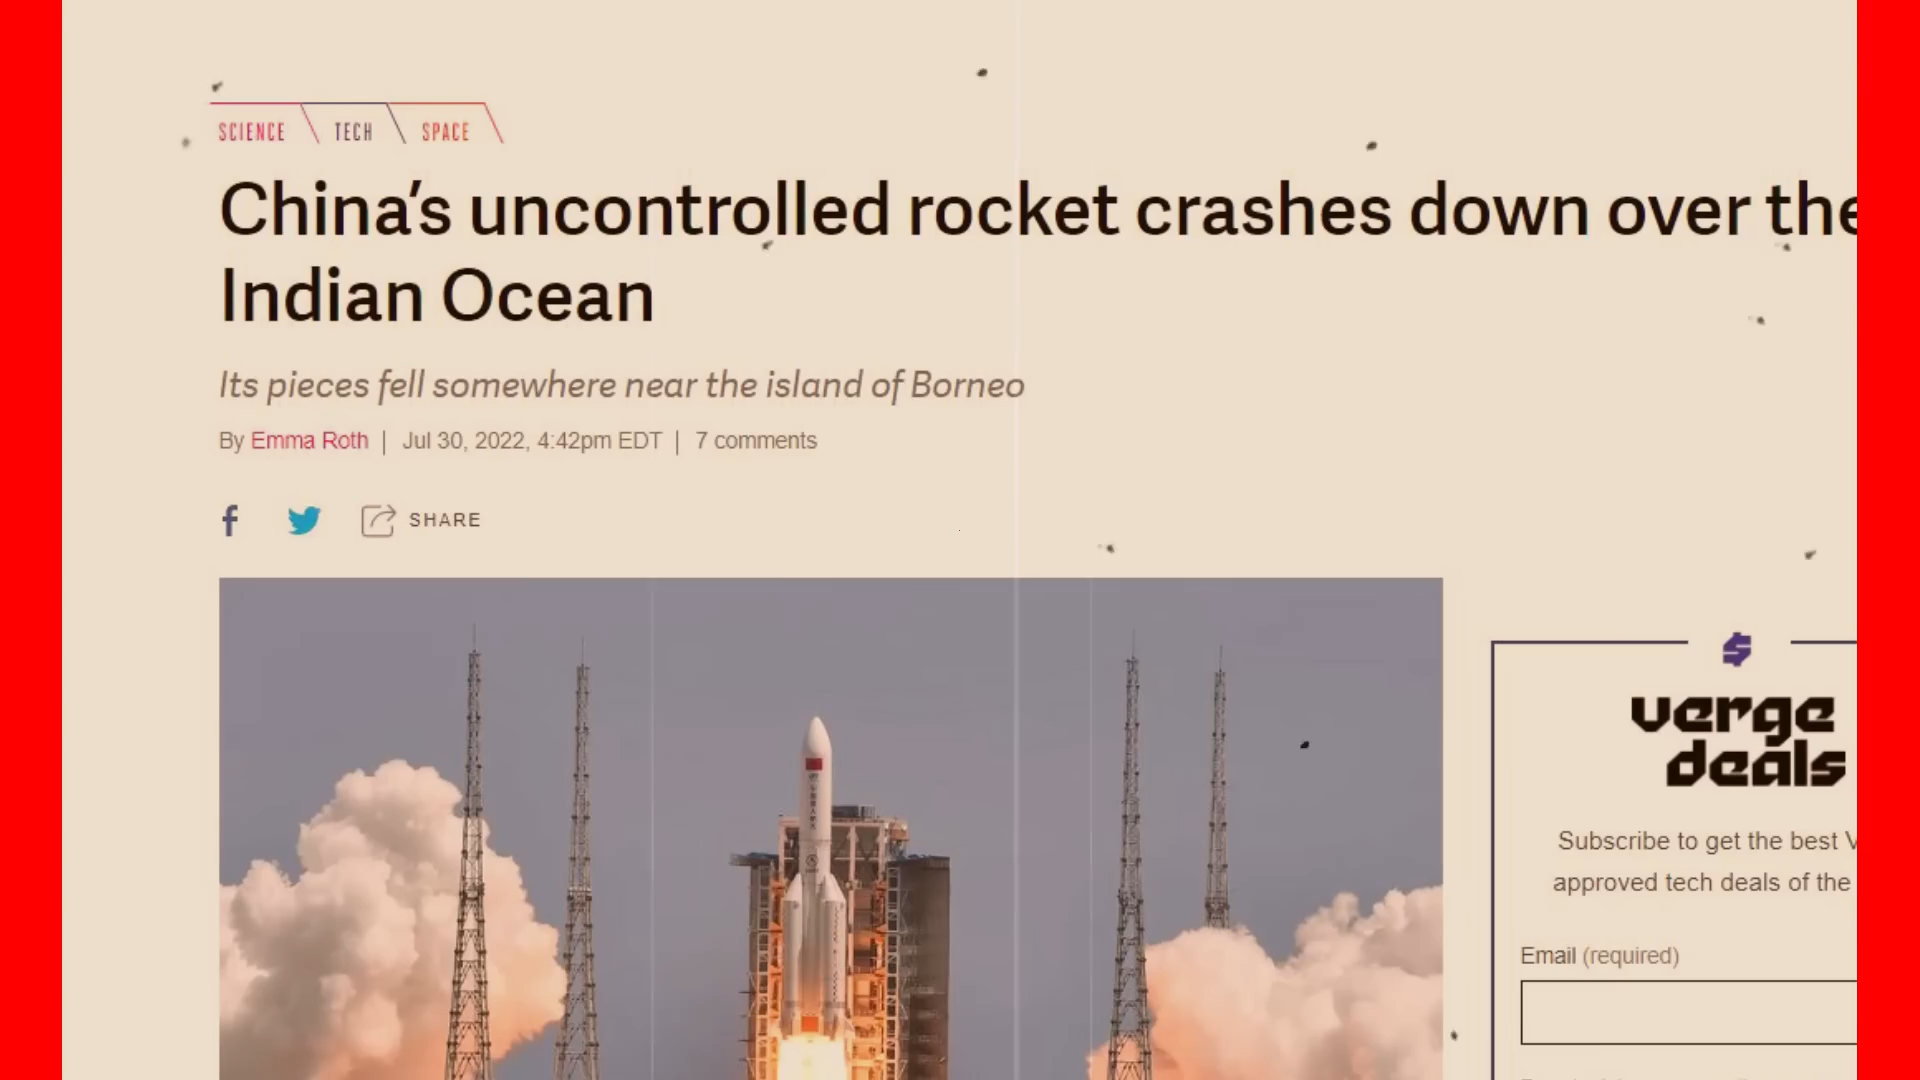 SCIENCE TECH SPACE
China's uncontrolled rocket crashes down over the
Indian Ocean
Its pieces fell somewhere near the island of Borneo
By Emma Roth | Jul 30, 2022, 4:42pm EDT | 7 comments
SHARE
verge
deals
Subscribe to get the best
approved tech deals of the
Email (required)